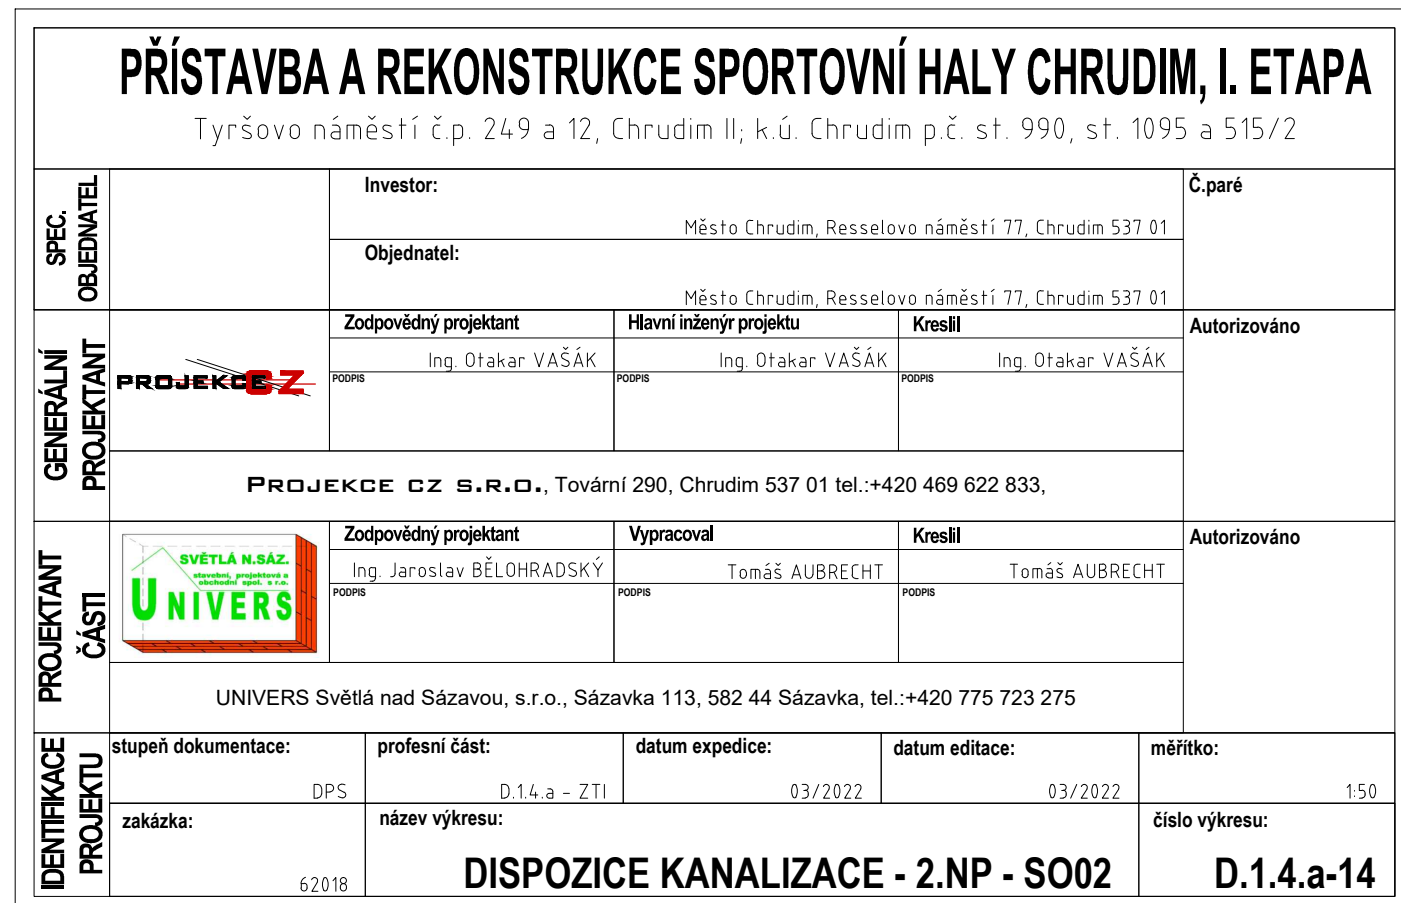 PŘÍSTAVBA A REKONSTRUKCE SPORTOVNÍ HALY CHRUDIM, I. ETAPA
Tyršovo náměstí č.p. 249 a 12, Chrudim II; k.ú. Chrudim p.č. st. 990, st. 1095 a 515/2
SPEC.
OBJEDNATEL
Investor:
Město Chrudim, Resselovo náměstí 77, Chrudim 537 01
Objednatel:
Město Chrudim, Resselovo náměstí 77, Chrudim 537 01
Č.paré
GENERÁLNÍ
PROJEKTANT
PROJEKCE CZ
Zodpovědný projektant
Ing. Otakar VAŠÁK
PODPIS
Hlavní inženýr projektu
Ing. Otakar VAŠÁK
PODPIS
Kreslil
Ing. Otakar VAŠÁK
PODPIS
Autorizováno
PROJEKCE CZ S.R.O., Tovární 290, Chrudim 537 01 tel.:+420 469 622 833,
PROJEKTANT
ČÁSTI
SVĚTLÁ N.SÁZ.
stavební, projektová a
obchodní spol. s r.o.
UNIVERS
Zodpovědný projektant
Ing. Jaroslav BĚLOHRADSKÝ
PODPIS
Vypracoval
Tomáš AUBRECHT
PODPIS
Kreslil
Tomáš AUBRECHT
PODPIS
Autorizováno
UNIVERS Světlá nad Sázavou, s.r.o., Sázavka 113, 582 44 Sázavka, tel.:+420 775 723 275
IDENTIFIKACE
PROJEKTU
stupeň dokumentace:
DPS
profesní část:
D.1.4.a - ZTI
datum expedice:
03/2022
datum editace:
03/2022
měřítko:
1:50
zakázka:
62018
název výkresu:
DISPOZICE KANALIZACE - 2.NP - SO02
číslo výkresu:
D.1.4.a-14